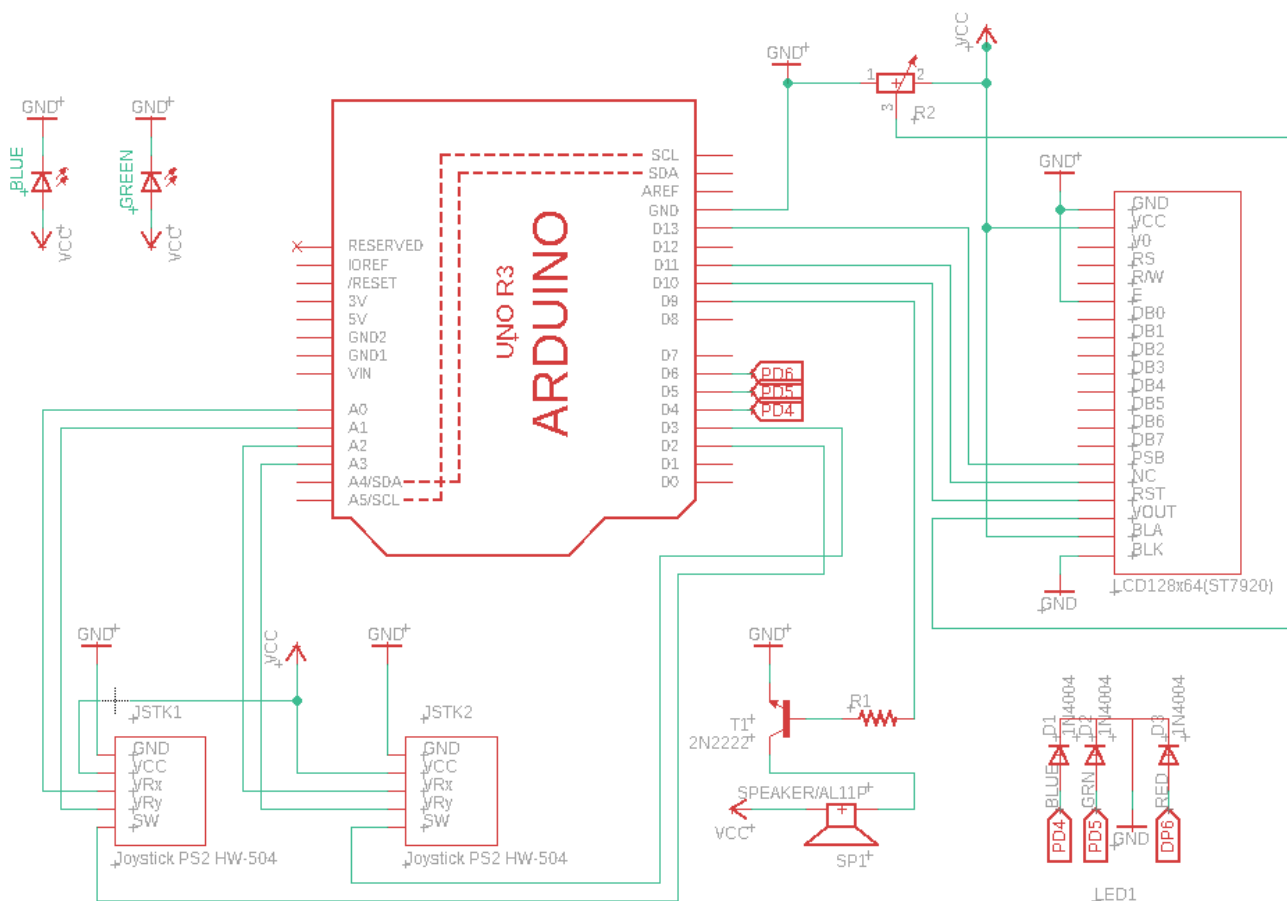 GND
BLUE
VCC
GND
GREEN
VCC
ARDUINO
UNO R3
RESERVED
IOREF
/RESET
3V
5V
GND2
GND1
VIN
A0
A1
A2
A3
A4/SDA
A5/SCL
SCL
SDA
AREF
GND
D13
D12
D11
D10
D9
D8
D7
D6
D5
D4
D3
D2
D1
D0
PD6
PD5
PD4
GND
1
2
3
R2
VCC
GND
GND
VCC
V0
RS
R/W
E
DB0
DB1
DB2
DB3
DB4
DB5
DB6
DB7
PSB
NC
RST
VOUT
BLA
BLK
LCD128x64(ST7920)
GND
GND
VCC
JSTK1
GND
VCC
VRx
VRy
SW
Joystick PS2 HW-504
GND
JSTK2
GND
VCC
VRx
VRy
SW
Joystick PS2 HW-504
GND
T1
2N2222
R1
SPEAKER/AL11P
VCC
SP1
D1
1N4004
D2
1N4004
D3
1N4004
BLUE
GRN
RED
PD4
PD5
GND
DP6
LED1